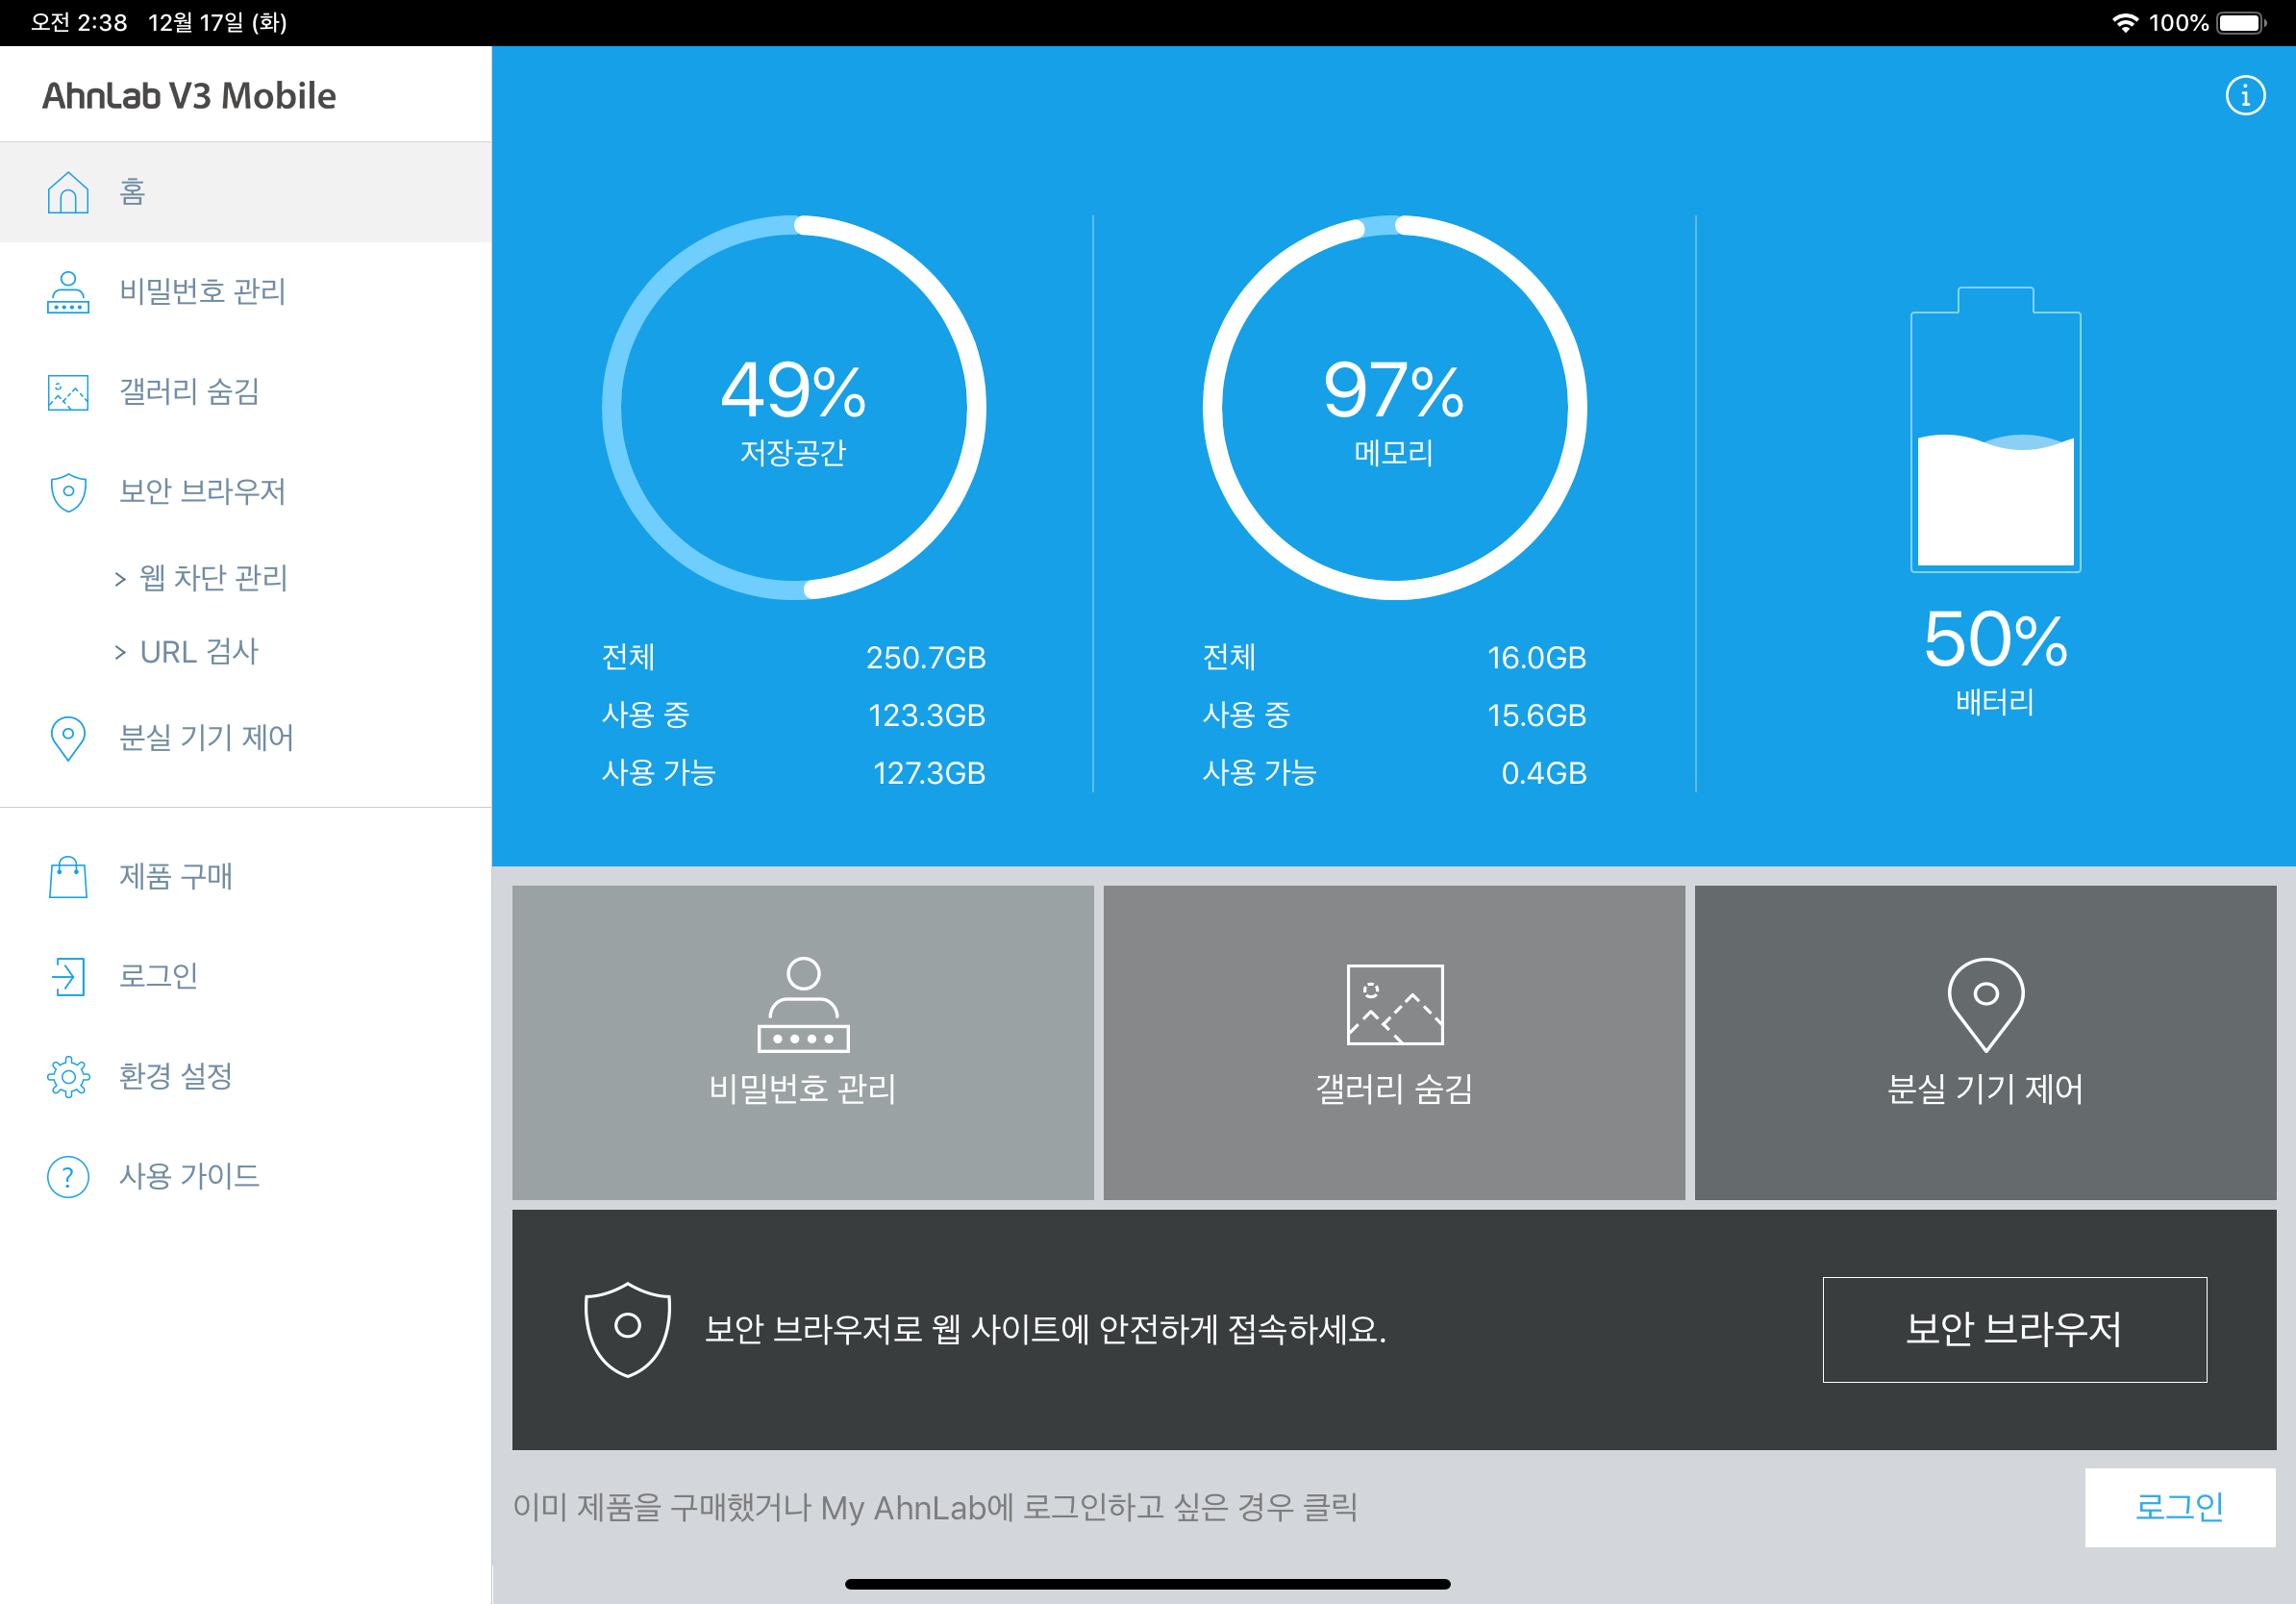 오전 2:38 12월 17일 (화)
100%
AhnLab V3 Mobile
홈
비밀번호 관리
갤러리 숨김
보안 브라우저
> 웹 차단 관리
> URL 검사
분실 기기 제어
제품 구매
로그인
환경 설정
사용 가이드
49%
저장공간
전체 250.7GB
사용 중 123.3GB
사용 가능 127.3GB
97%
메모리
전체 16.0GB
사용 중 15.6GB
사용 가능 0.4GB
50%
배터리
비밀번호 관리
갤러리 숨김
분실 기기 제어
보안 브라우저로 웹 사이트에 안전하게 접속하세요.
보안 브라우저
이미 제품을 구매했거나 My AhnLab에 로그인하고 싶은 경우 클릭
로그인